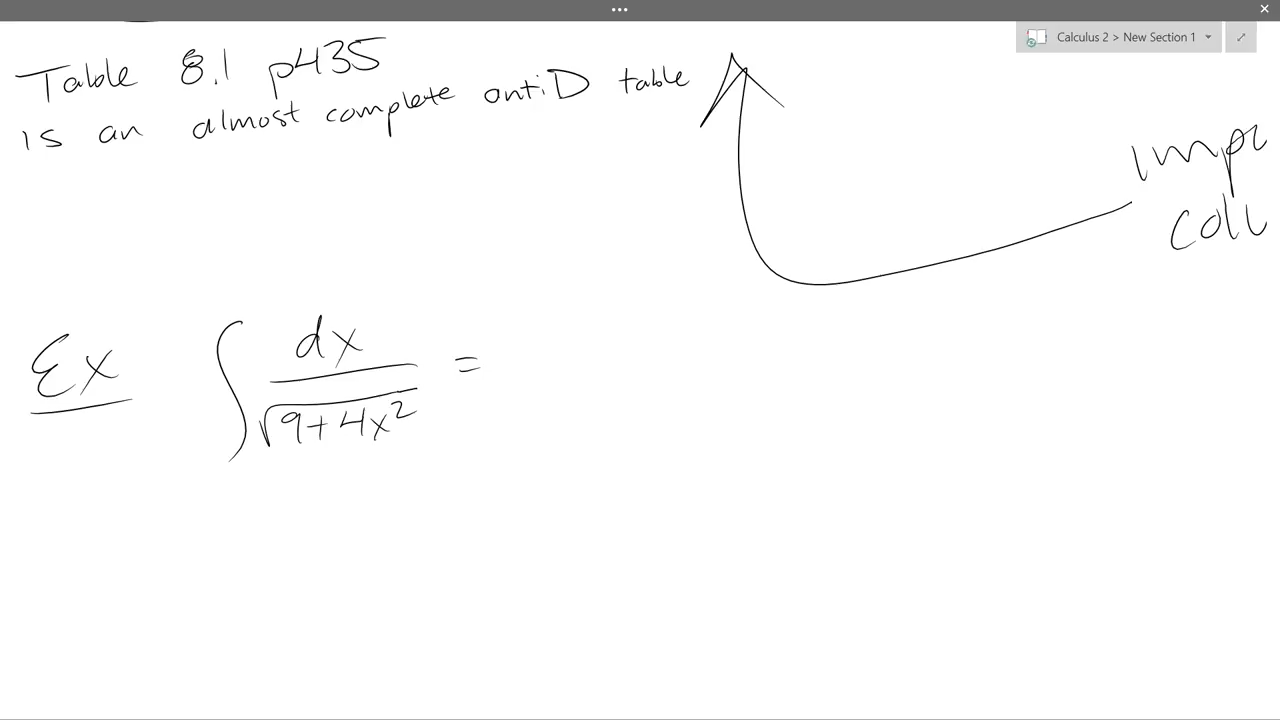 Calculus 2 > New Section 1
Table 8.1 p435
is an almost complete antiD table
Ex ∫ dx / √9+4x² =